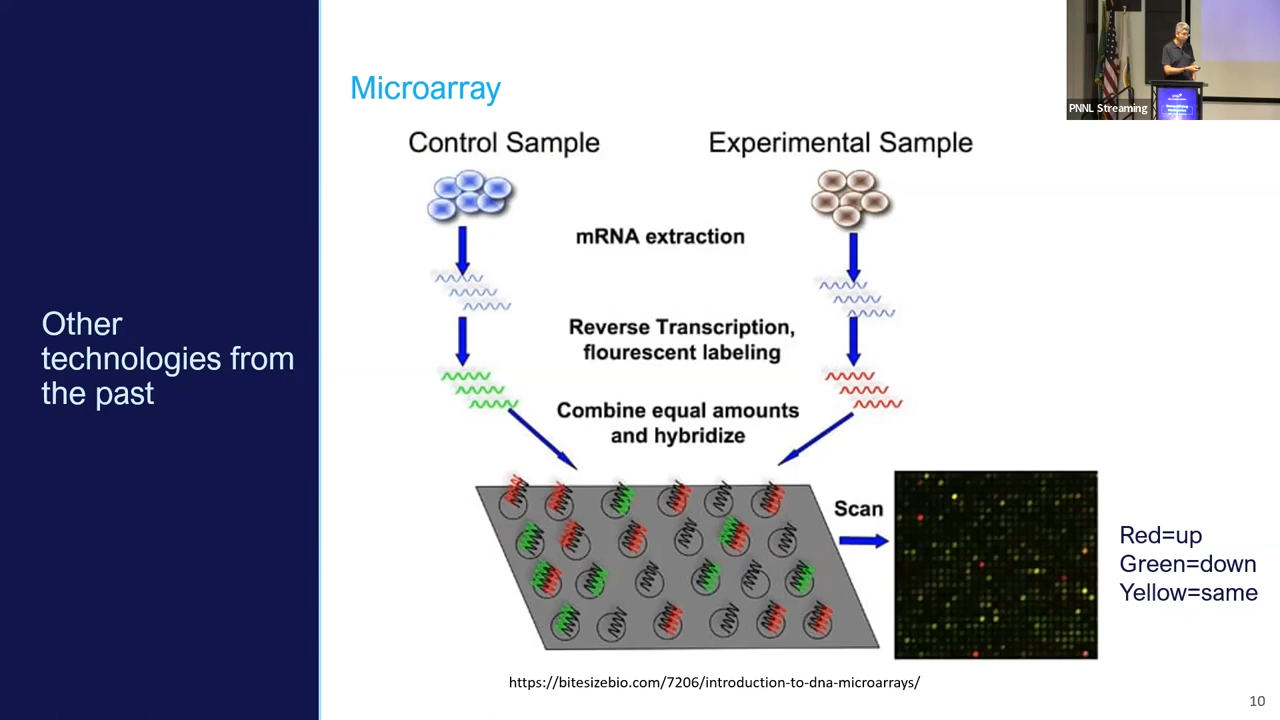 PNNL Streaming
Other
technologies from
the past
Microarray
Control Sample
Experimental Sample
mRNA extraction
Reverse Transcription,
flourescent labeling
Combine equal amounts
and hybridize
Scan
Red=up
Green=down
Yellow=same
https://bitesizebio.com/7206/introduction-to-dna-microarrays/
10